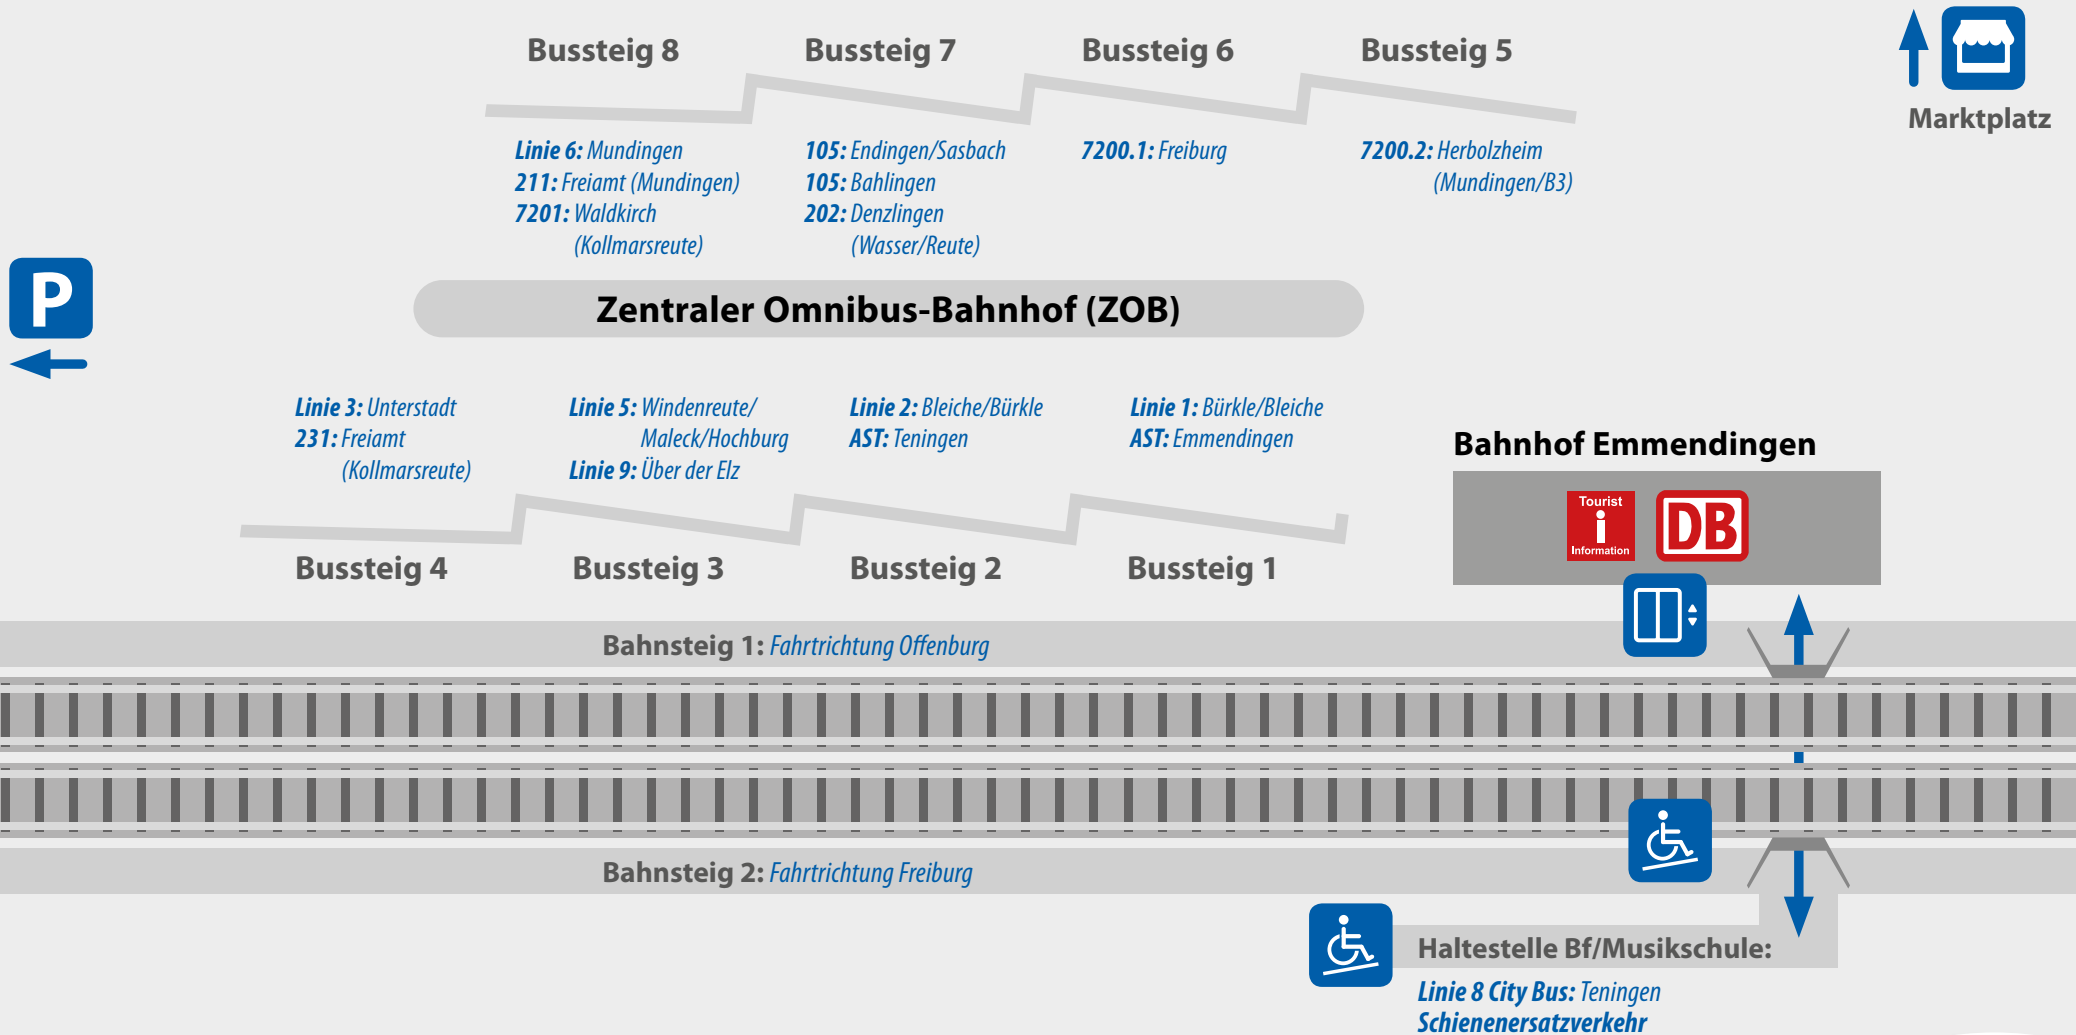 Bussteig 8
Bussteig 7
Bussteig 6
Bussteig 5
Marktplatz
Linie 6: Mundingen
211: Freiamt (Mundingen)
7201: Waldkirch
(Kollmarsreute)
105: Endingen/Sasbach
105: Bahlingen
202: Denzlingen
(Wasser/Reute)
7200.1: Freiburg
7200.2: Herbolzheim
(Mundingen/B3)
P
Zentraler Omnibus-Bahnhof (ZOB)
Linie 3: Unterstadt
231: Freiamt
(Kollmarsreute)
Linie 5: Windenreute/
Maleck/Hochburg
Linie 9: Über der Elz
Linie 2: Bleiche/Bürkle
AST: Teningen
Linie 1: Bürkle/Bleiche
AST: Emmendingen
Bussteig 4
Bussteig 3
Bussteig 2
Bussteig 1
Bahnhof Emmendingen
Tourist
i
Information
DB
Bahnsteig 1: Fahrtrichtung Offenburg
Bahnsteig 2: Fahrtrichtung Freiburg
Haltestelle Bf/Musikschule:
Linie 8 City Bus: Teningen
Schienenersatzverkehr